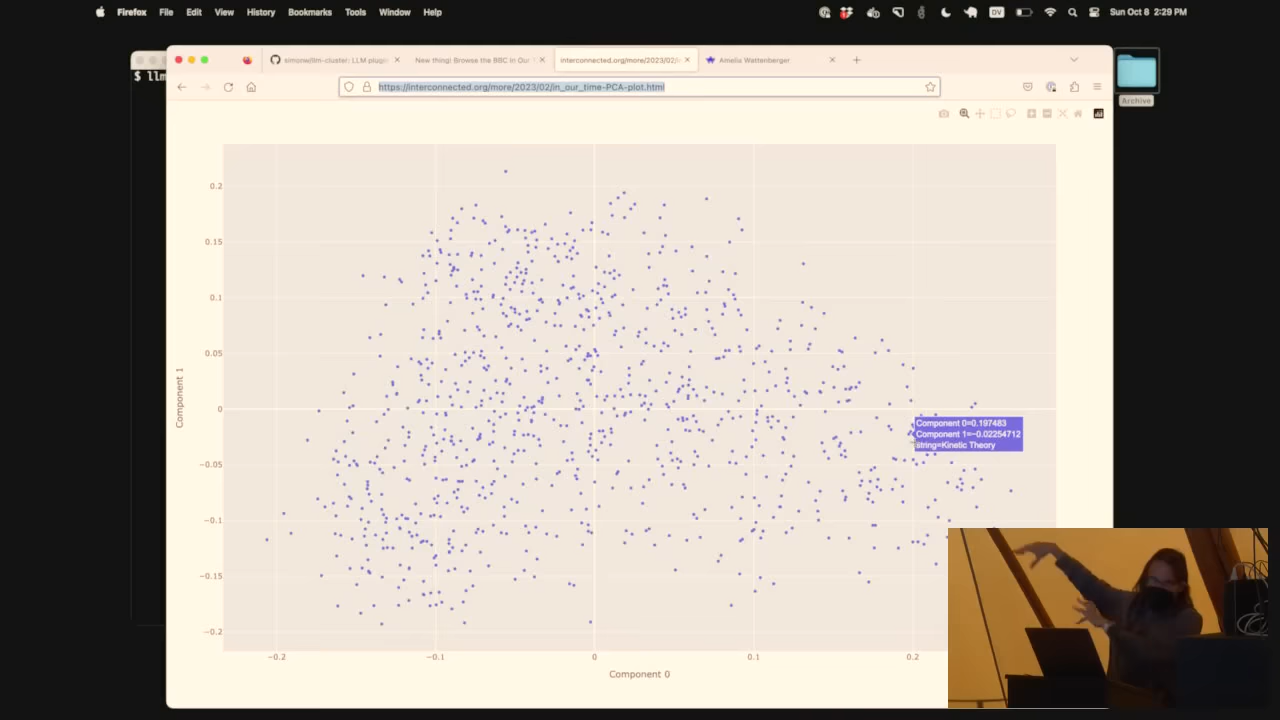 Firefox File Edit View History Bookmarks Tools Window Help DV Sun Oct 8 2:29 PM
simonw/llm-cluster: LLM plugin
New thing! Browse the BBC In Our
interconnected.org/more/2023/02/
Amelia Wattenberger
$ llm
https://interconnected.org/more/2023/02/in_our_time-PCA-plot.html
Archive
0.2
0.15
0.1
0.05
0
−0.05
−0.1
−0.15
−0.2
Component 1
Component 0=0.197483
Component 1=−0.02254712
string=Kinetic Theory
−0.2 −0.1 0 0.1 0.2
Component 0